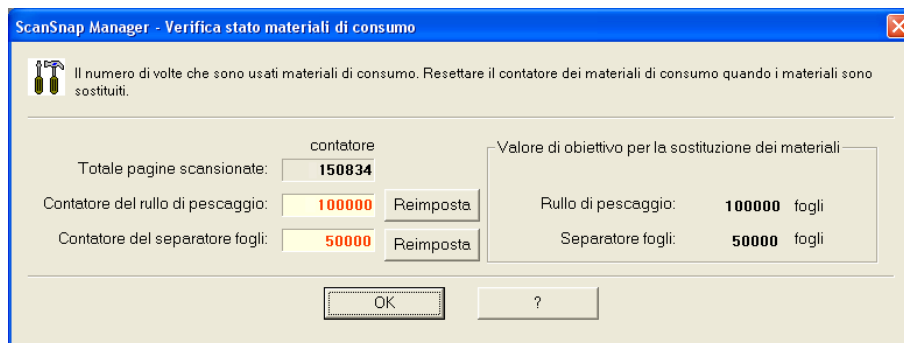 ScanSnap Manager - Verifica stato materiali di consumo
Il numero di volte che sono usati materiali di consumo. Resettare il contatore dei materiali di consumo quando i materiali sono
sostituiti.
contatore
Valore di obiettivo per la sostituzione dei materiali
Totale pagine scansionate: 150834
Contatore del rullo di pescaggio: 100000 Reimposta
Rullo di pescaggio: 100000 fogli
Contatore del separatore fogli: 50000 Reimposta
Separatore fogli: 50000 fogli
OK ?